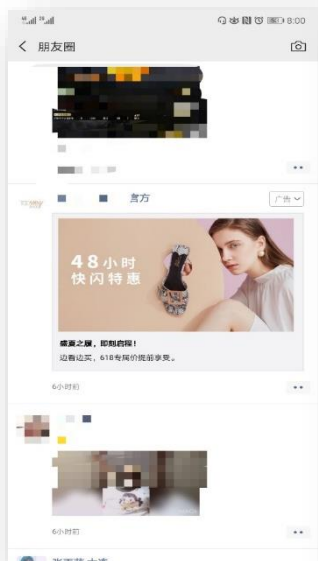 8:00
朋友圈
官方
广告
48小时
快闪特惠
盛夏之履，即刻启程！
边看边买，618专属价提前享受。
6小时前
6小时前